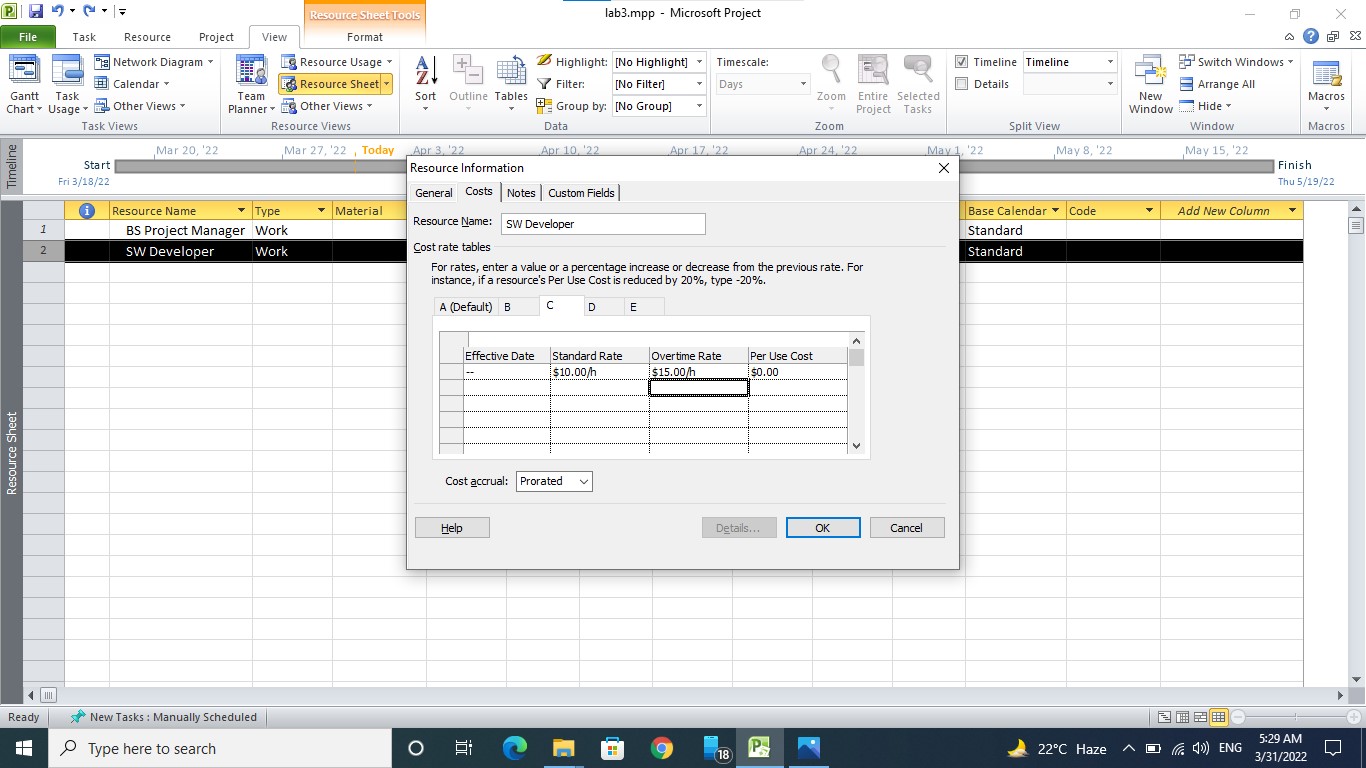 lab3.mpp - Microsoft Project
Resource Sheet Tools
File Task Resource Project View Format
Gantt Chart
Task Usage
Network Diagram
Calendar
Other Views
Task Views
Team Planner
Resource Usage
Resource Sheet
Other Views
Resource Views
Sort
Outline
Tables
Highlight: [No Highlight]
Filter: [No Filter]
Group by: [No Group]
Data
Timescale:
Days
Zoom
Entire Project
Selected Tasks
Zoom
Timeline Timeline
Details
Split View
New Window
Switch Windows
Arrange All
Hide
Window
Macros
Macros
Timeline
Mar 20, '22 Mar 27, '22 Today Apr 3, '22 Apr 10, '22 Apr 17, '22 Apr 24, '22 May 1, '22 May 8, '22 May 15, '22
Start
Fri 3/18/22
Finish
Thu 5/19/22
Resource Sheet
Resource Name Type Material Base Calendar Code Add New Column
1 BS Project Manager Work Standard
2 SW Developer Work Standard
Resource Information
General Costs Notes Custom Fields
Resource Name: SW Developer
Cost rate tables
For rates, enter a value or a percentage increase or decrease from the previous rate. For
instance, if a resource's Per Use Cost is reduced by 20%, type -20%.
A (Default) B C D E
Effective Date Standard Rate Overtime Rate Per Use Cost
-- $10.00/h $15.00/h $0.00
Cost accrual: Prorated
Help Details... OK Cancel
Ready New Tasks : Manually Scheduled
Type here to search
18
22°C Haze
ENG
5:29 AM
3/31/2022